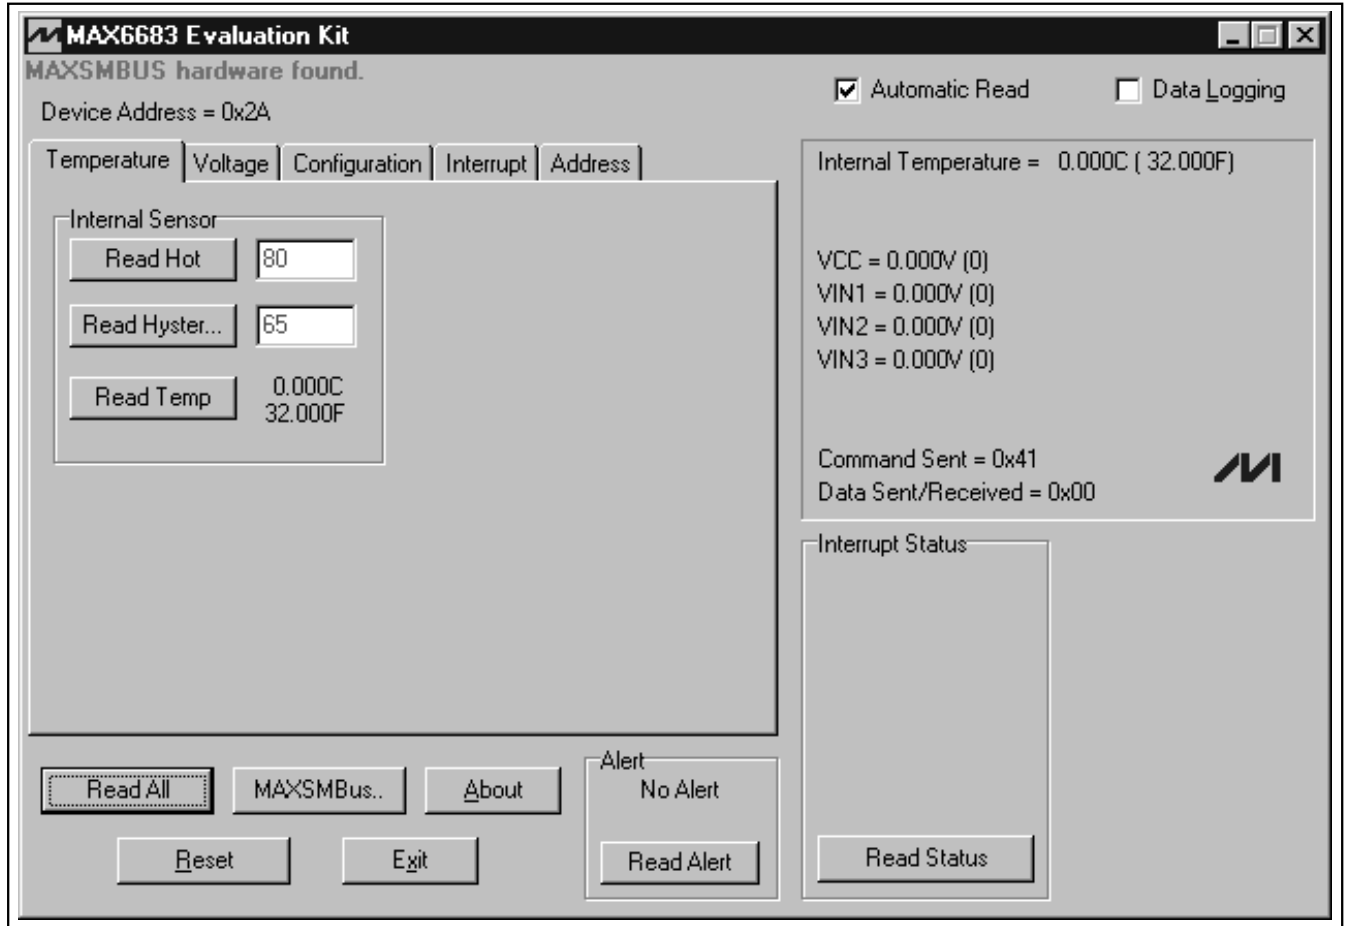 MAX6683 Evaluation Kit
MAXSMBUS hardware found.
Device Address = 0x2A
Automatic Read
Data Logging
Temperature
Voltage
Configuration
Interrupt
Address
Internal Sensor
Read Hot
80
Read Hyster...
65
Read Temp
0.000C
32.000F
Internal Temperature = 0.000C ( 32.000F)
VCC = 0.000V (0)
VIN1 = 0.000V (0)
VIN2 = 0.000V (0)
VIN3 = 0.000V (0)
Command Sent = 0x41
Data Sent/Received = 0x00
Interrupt Status
Read Status
Read All
MAXSMBus..
About
Reset
Exit
Alert
No Alert
Read Alert